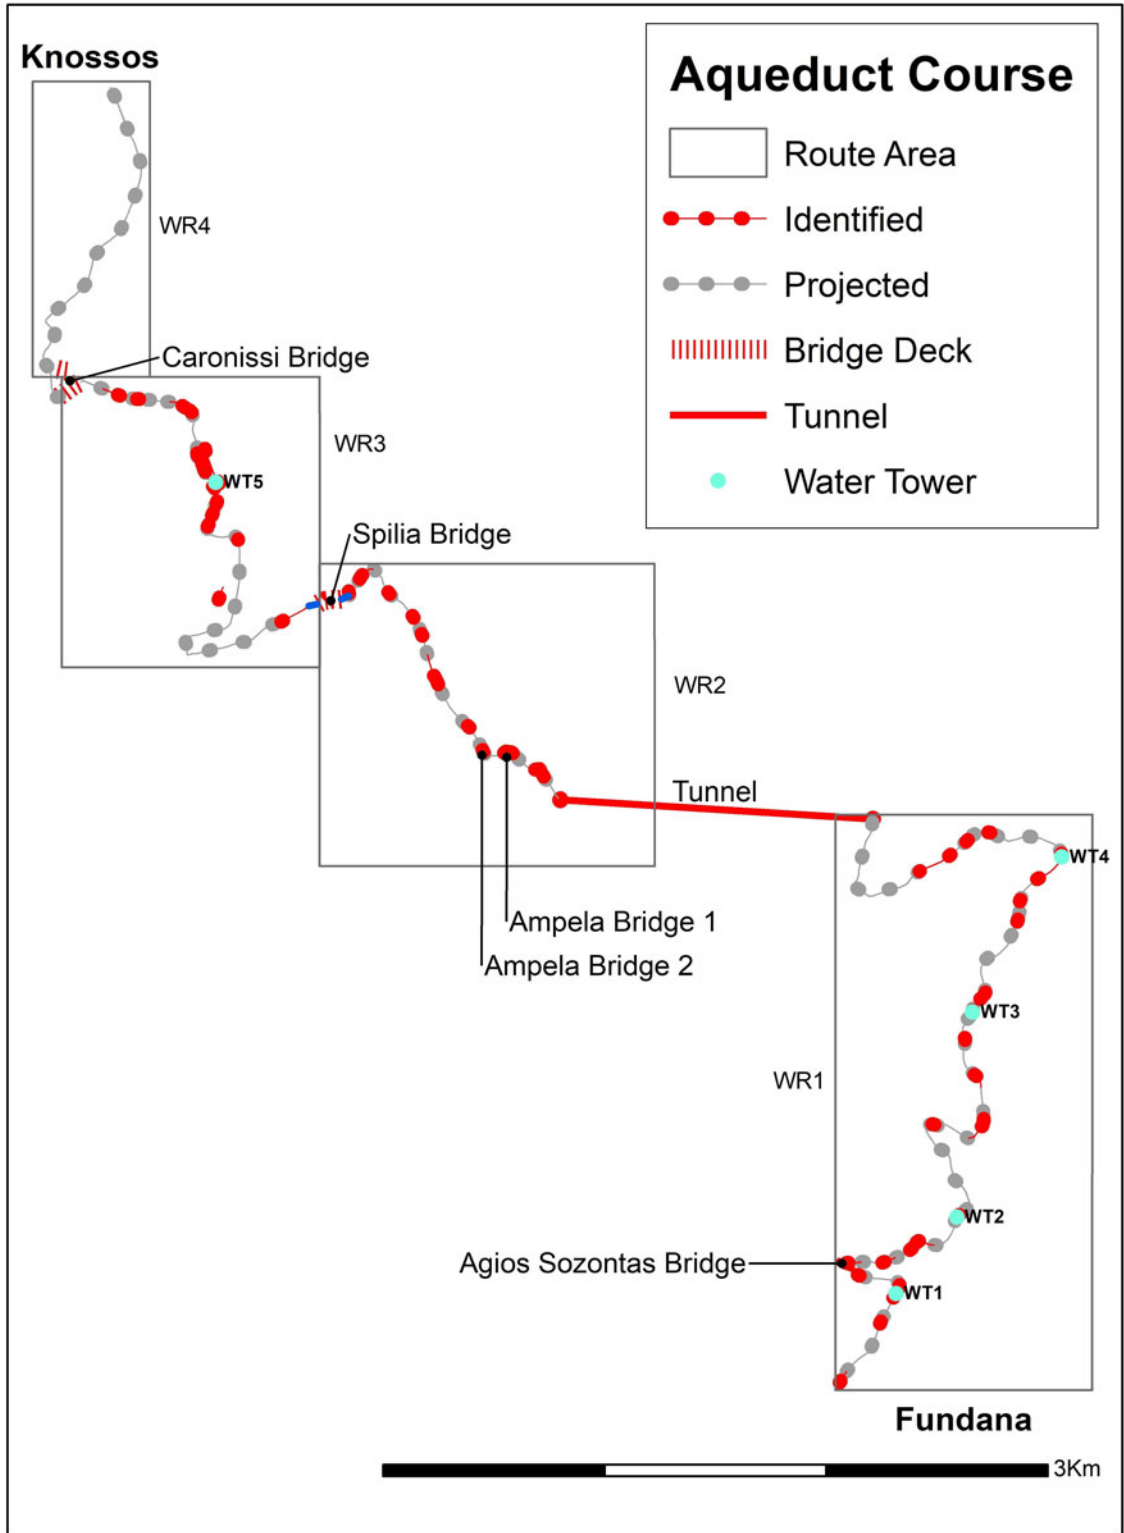 Knossos
Aqueduct Course
Route Area
WR4
Identified
Projected
Caronissi Bridge
Bridge Deck
Tunnel
WR3
WT5
Water Tower
Spilia Bridge
WR2
Tunnel
WT4
Ampela Bridge 1
Ampela Bridge 2
WT3
WR1
WT2
Agios Sozontas Bridge
WT1
Fundana
3Km